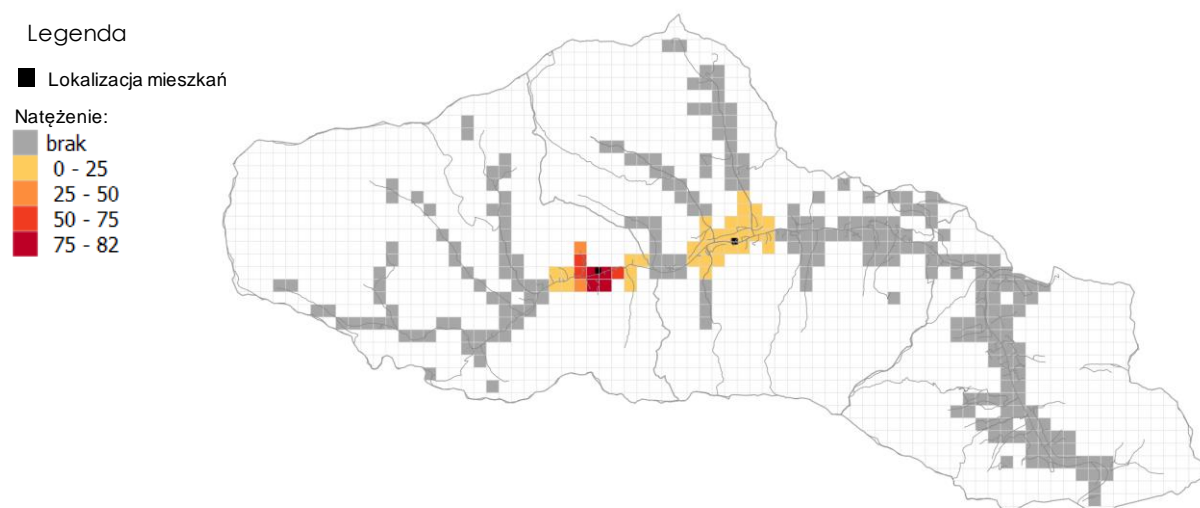 Legenda
Lokalizacja mieszkań
Natężenie:
brak
0 - 25
25 - 50
50 - 75
75 - 82